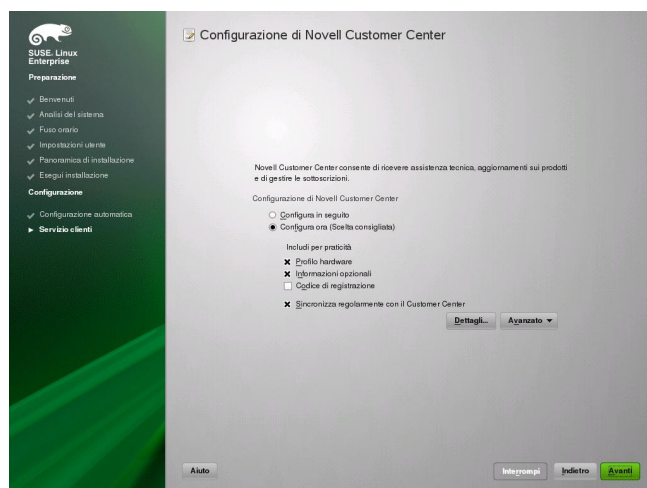 SUSE. Linux
Enterprise
Preparazione
Benvenuti
Analisi del sistema
Fuso orario
Impostazioni utente
Panoramica di installazione
Esegui installazione
Configurazione
Configurazione automatica
Servizio clienti
Configurazione di Novell Customer Center
Novell Customer Center consente di ricevere assistenza tecnica, aggiornamenti sui prodotti
e di gestire le sottoscrizioni.
Configurazione di Novell Customer Center
Configura in seguito
Configura ora (Scelta consigliata)
Includi per praticità
Profilo hardware
Informazioni opzionali
Codice di registrazione
Sincronizza regolarmente con il Customer Center
Dettagli...
Avanzato
Aiuto
Interrompi
Indietro
Avanti